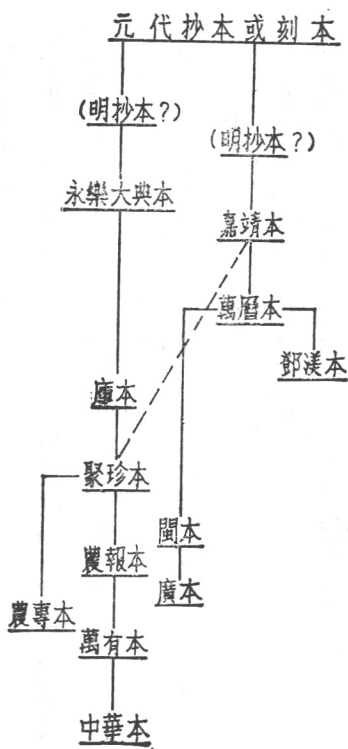 元代抄本或刻本
(明抄本?)
(明抄本?)
永樂大典本
嘉靖本
萬曆本
鄧渼本
庫本
聚珍本
閩本
農報本
廣本
農專本
萬有本
中華本